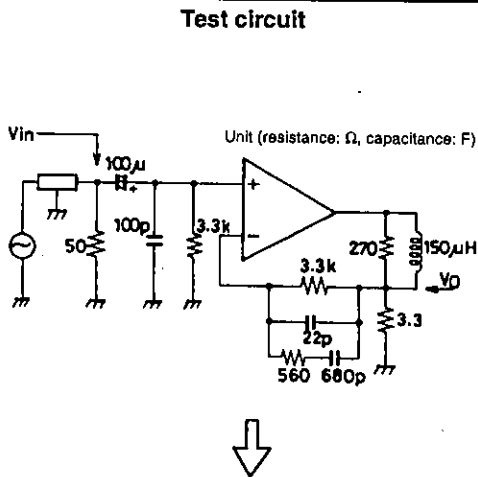 Test circuit
Vin
Unit (resistance: Ω, capacitance: F)
100μ
+
+
−
100p
3.3k
50
270
150μH
3.3k
VO
3.3
22p
560
680p